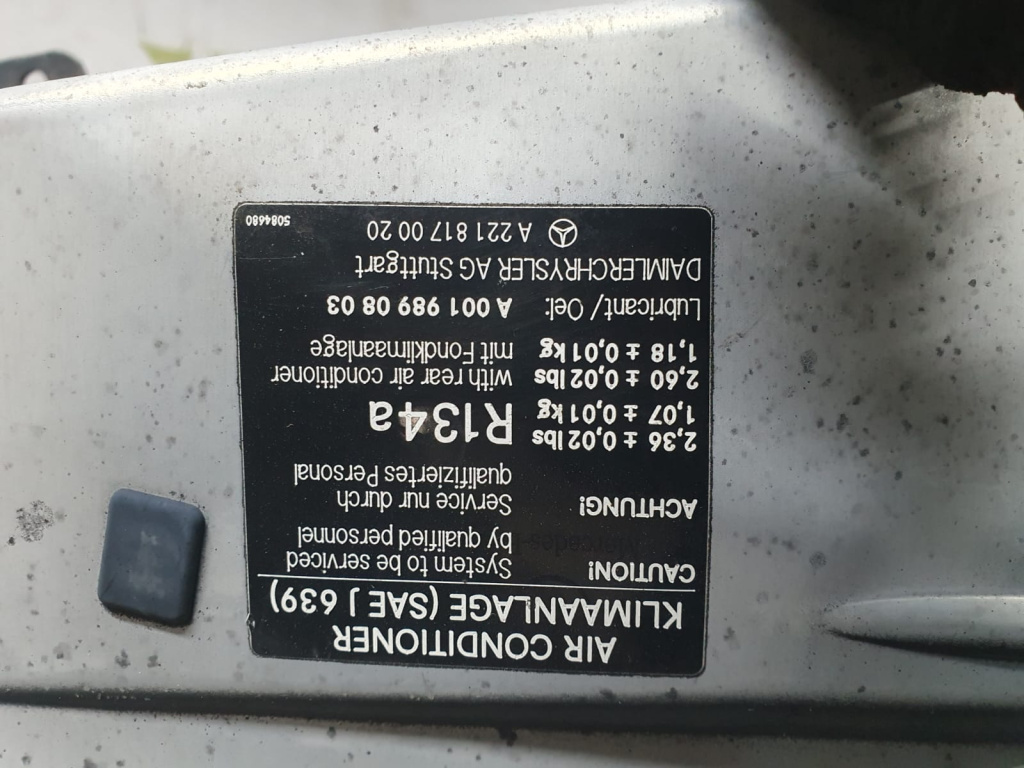 AIR CONDITIONER
KLIMAANLAGE (SAE J 639)
CAUTION! System to be serviced
by qualified personnel
ACHTUNG! Service nur durch
qualifiziertes Personal
2,36 ± 0,02 lbs
1,07 ± 0,01 kg
R134a
2,60 ± 0,02 lbs with rear air conditioner
1,18 ± 0,01 kg mit Fondklimaanlage
Lubricant/Oel: A 001 989 08 03
DAIMLERCHRYSLER AG Stuttgart
A 221 817 00 20
5084680